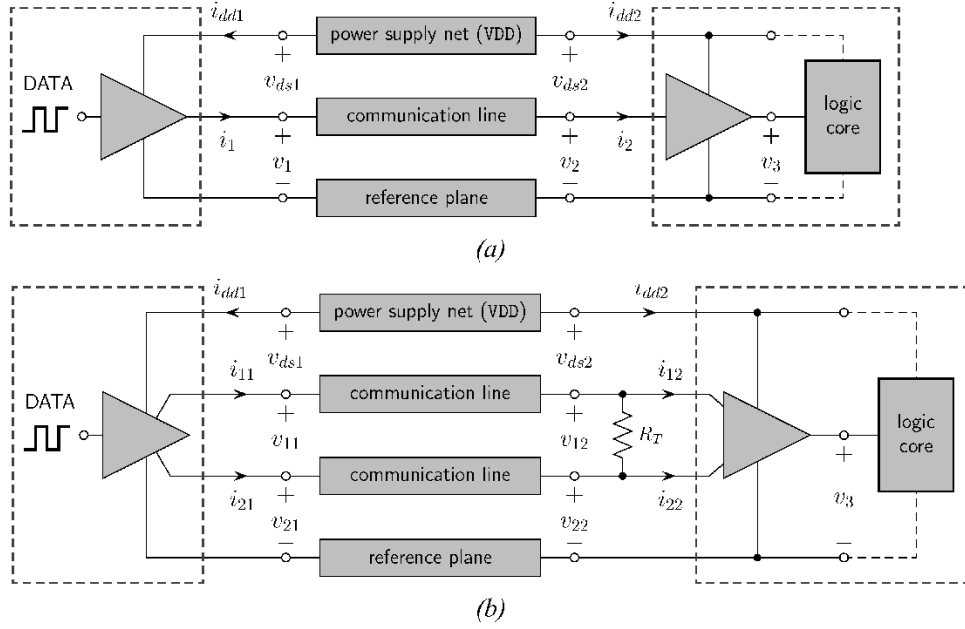 i_dd1 power supply net (VDD) i_dd2
+ +
DATA v_ds1 v_ds2
communication line logic core
i_1 + + i_2 +
v_1 v_2 v_3
− − −
reference plane
(a)
i_dd1 power supply net (VDD) i_dd2
+ +
v_ds1 v_ds2
i_11 communication line i_12
DATA + + logic core
v_11 v_12 R_T
communication line
i_21 + + i_22 +
v_21 v_22 v_3
− − −
reference plane
(b)